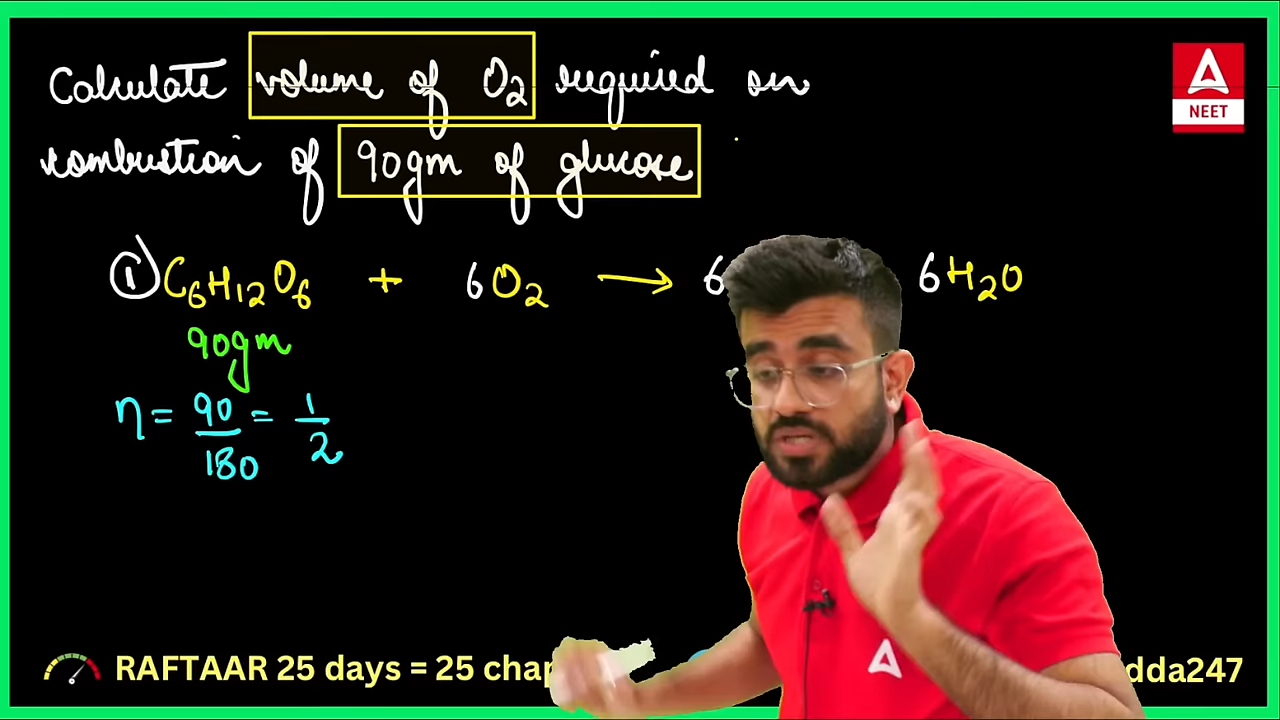 Calculate volume of O2 required on
combustion of 90gm of glucose
NEET
① C6H12O6 + 6O2 → 6 6H2O
90gm
n = 90/180 = 1/2
RAFTAAR 25 days = 25 chap
dda247